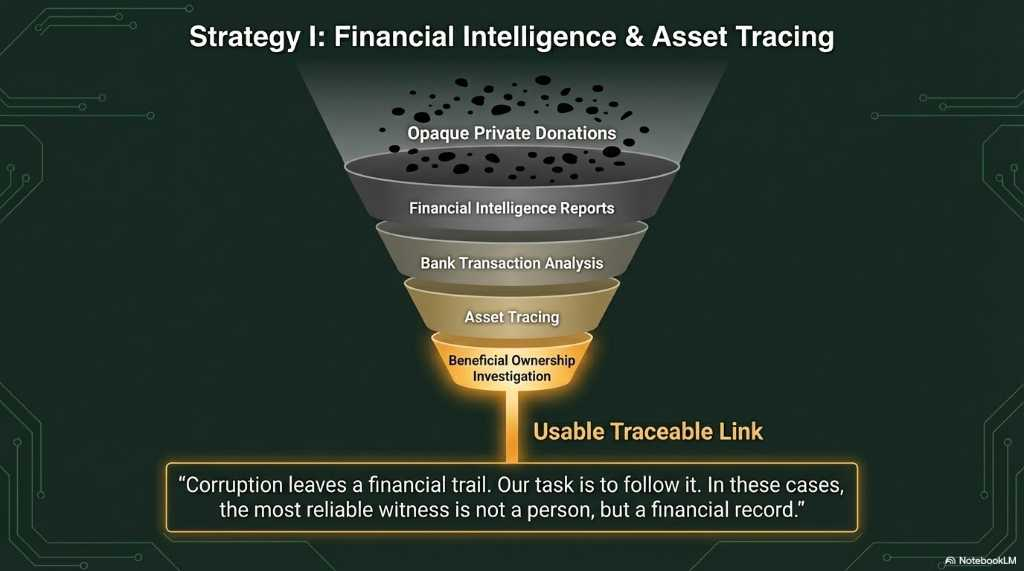 Strategy I: Financial Intelligence & Asset Tracing
Opaque Private Donations
Financial Intelligence Reports
Bank Transaction Analysis
Asset Tracing
Beneficial Ownership
Investigation
Usable Traceable Link
“Corruption leaves a financial trail. Our task is to follow it. In these cases,
the most reliable witness is not a person, but a financial record.”
NotebookLM